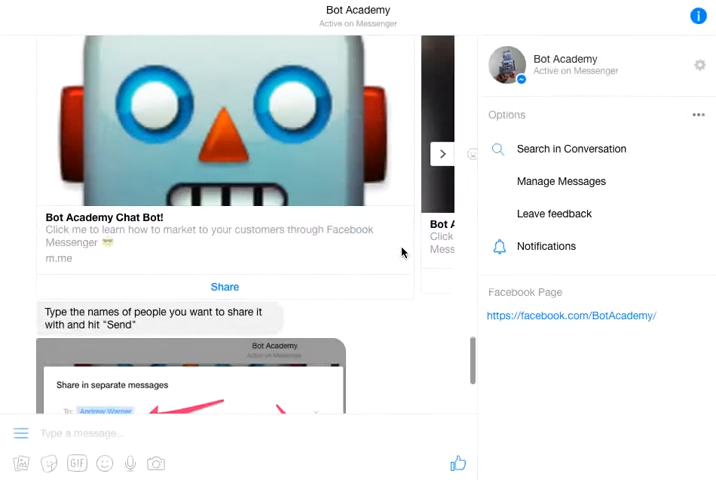 Bot Academy
Active on Messenger
Bot Academy Chat Bot!
Click me to learn how to market to your customers through Facebook
Messenger
m.me
Share
Bot A
Click
Mess
Type the names of people you want to share it
with and hit "Send"
Bot Academy
Active on Messenger
Share in separate messages
To: Andrew Warner
Type a message...
GIF
Bot Academy
Active on Messenger
Options
Search in Conversation
Manage Messages
Leave feedback
Notifications
Facebook Page
https://facebook.com/BotAcademy/